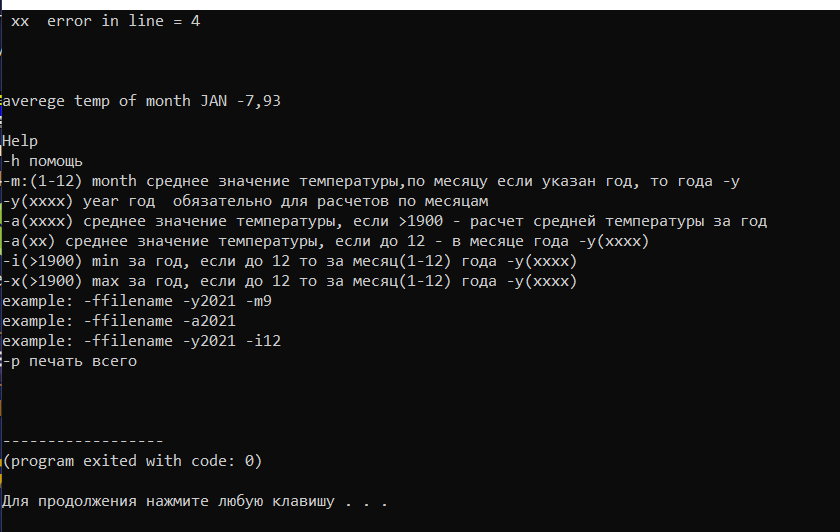 xx  error in line = 4
averege temp of month JAN -7,93
Help
-h помощь
-m:(1-12) month среднее значение температуры,по месяцу если указан год, то года -y
-y(xxxx) year год  обязательно для расчетов по месяцам
-a(xxxx) среднее значение температуры, если >1900 - расчет средней температуры за год
-a(xx) среднее значение температуры, если до 12 - в месяце года -y(xxxx)
-i(>1900) min за год, если до 12 то за месяц(1-12) года -y(xxxx)
-x(>1900) max за год, если до 12 то за месяц(1-12) года -y(xxxx)
example: -ffilename -y2021 -m9
example: -ffilename -a2021
example: -ffilename -y2021 -i12
-p печать всего
------------------
(program exited with code: 0)
Для продолжения нажмите любую клавишу . . .